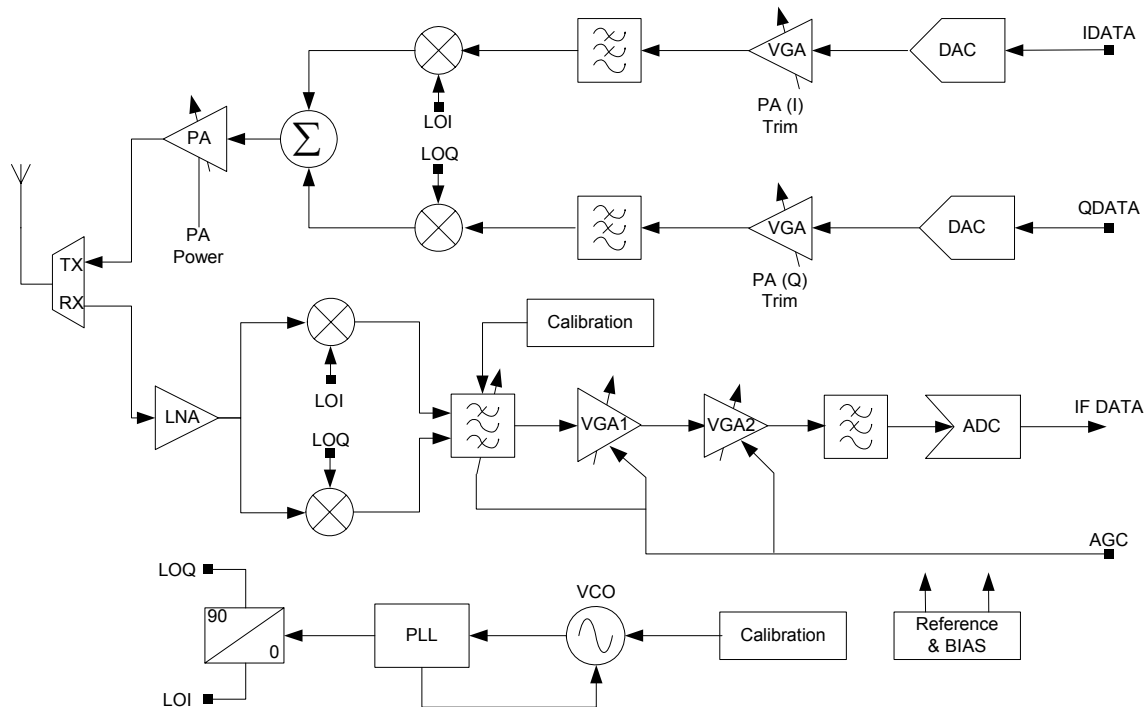 IDATA
DAC
VGA
PA (I)
Trim
LOI
PA
Σ
LOQ
PA
Power
QDATA
DAC
VGA
PA (Q)
Trim
TX
RX
Calibration
LNA
LOI
LOQ
VGA1
VGA2
ADC
IF DATA
AGC
LOQ
90
0
LOI
PLL
VCO
Calibration
Reference
& BIAS